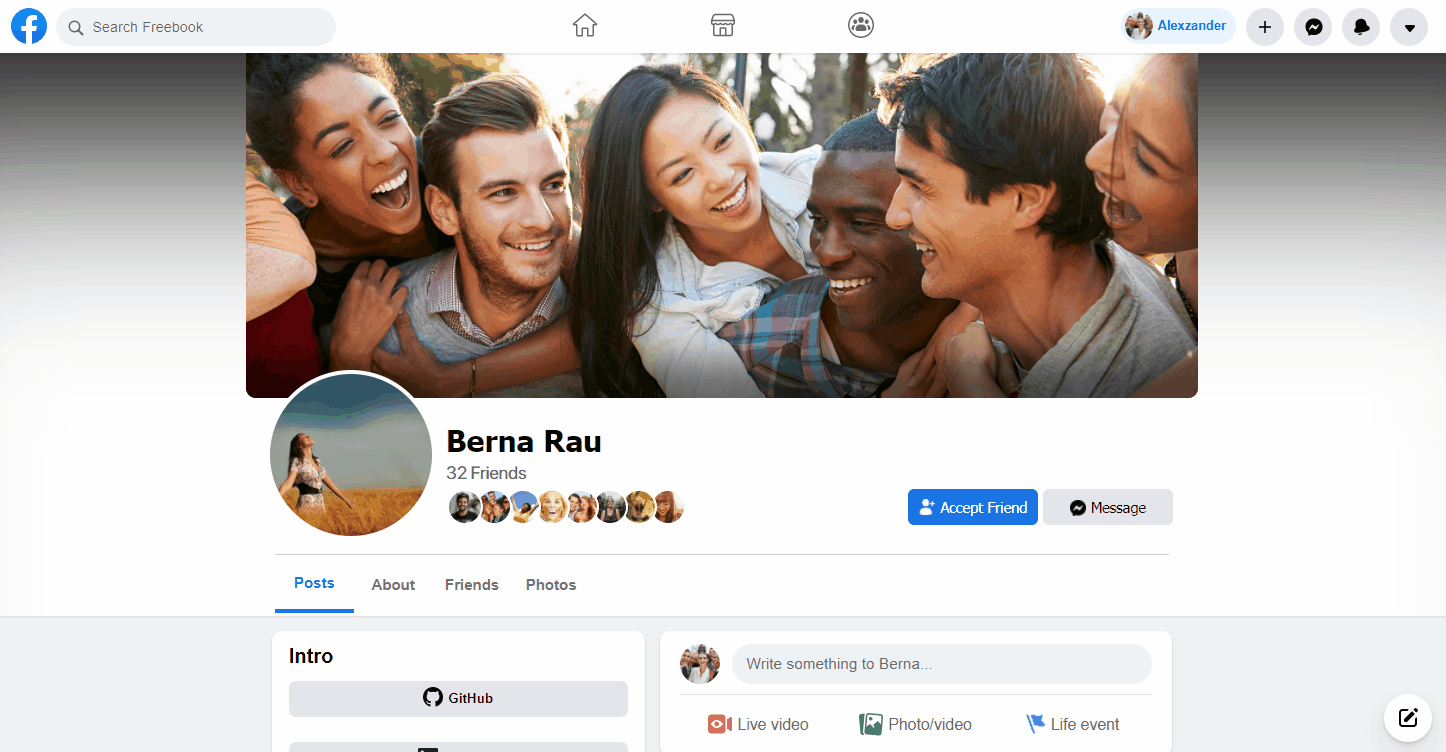 Search Freebook
Alexzander
Berna Rau
32 Friends
Accept Friend
Message
Posts
About
Friends
Photos
Intro
GitHub
Write something to Berna...
Live video
Photo/video
Life event